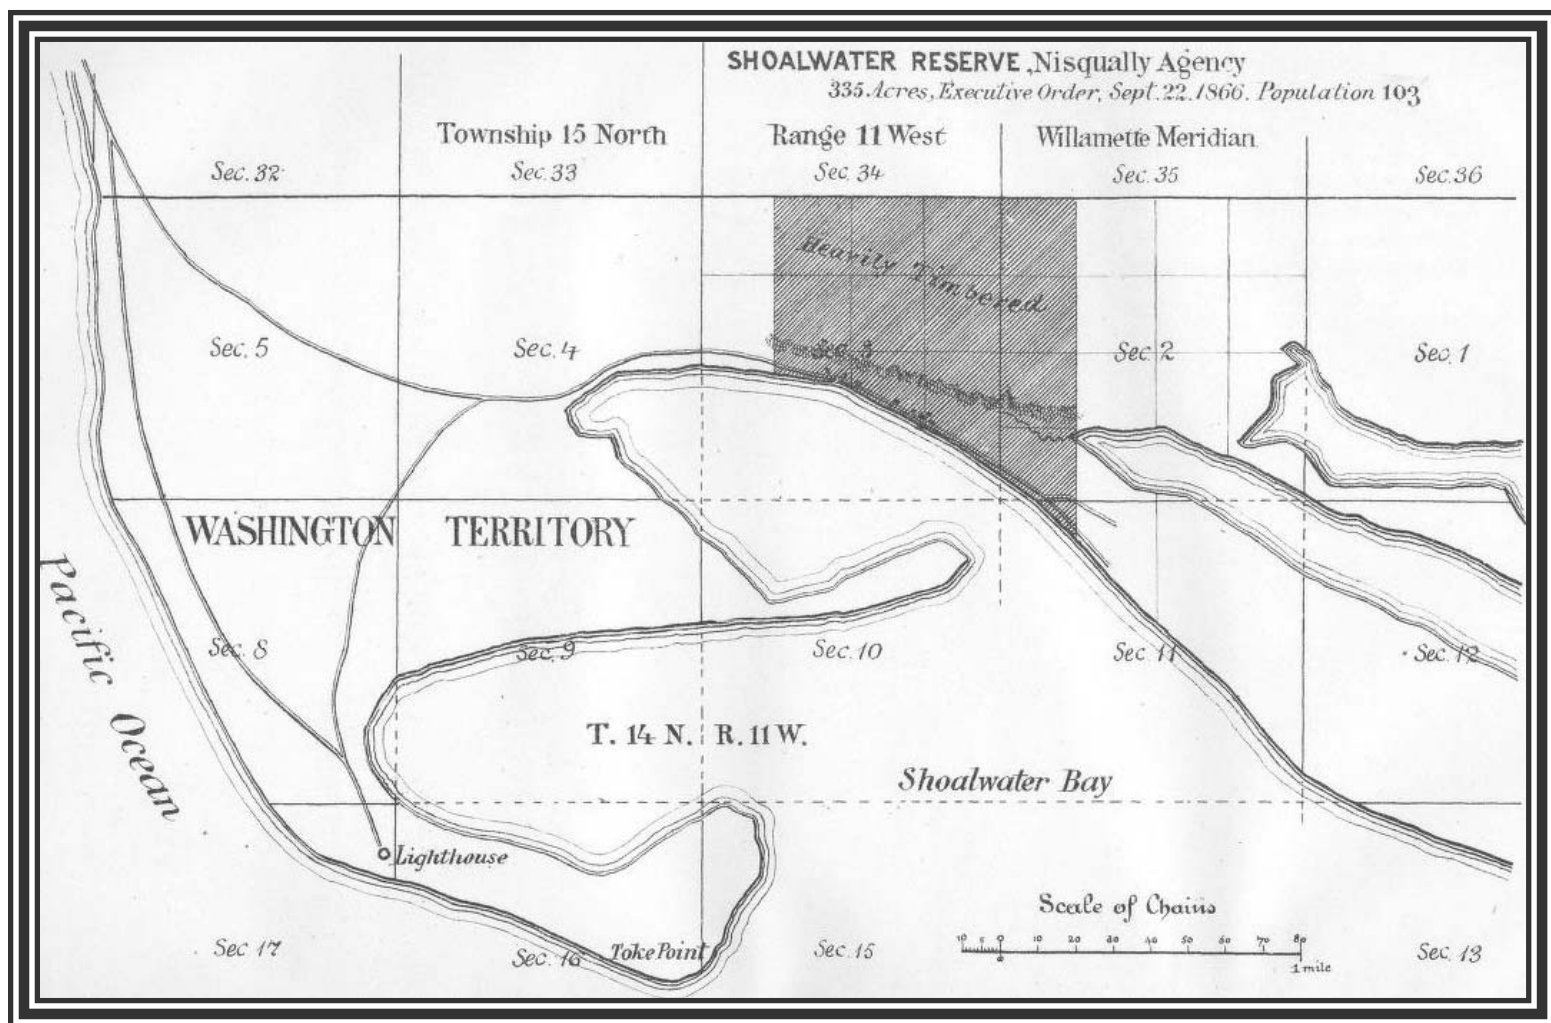 SHOALWATER RESERVE, Nisqually Agency
335 Acres, Executive Order, Sept. 22. 1866. Population 103
Township 15 North Range 11 West Willamette Meridian
Sec. 32 Sec. 33 Sec. 34 Sec. 35 Sec. 36
Heavily Timbered
Sec. 5 Sec. 4 Sec. 3 Sec. 2 Sec. 1
WASHINGTON TERRITORY
Pacific Ocean
Sec. 8 Sec. 9 Sec. 10 Sec. 11 Sec. 12
T. 14 N. R. 11 W.
Shoalwater Bay
Lighthouse
Scale of Chains
10 5 0 10 20 30 40 50 60 70 80
1 mile
Sec. 17 Sec. 16 Toke Point Sec. 15 Sec. 13